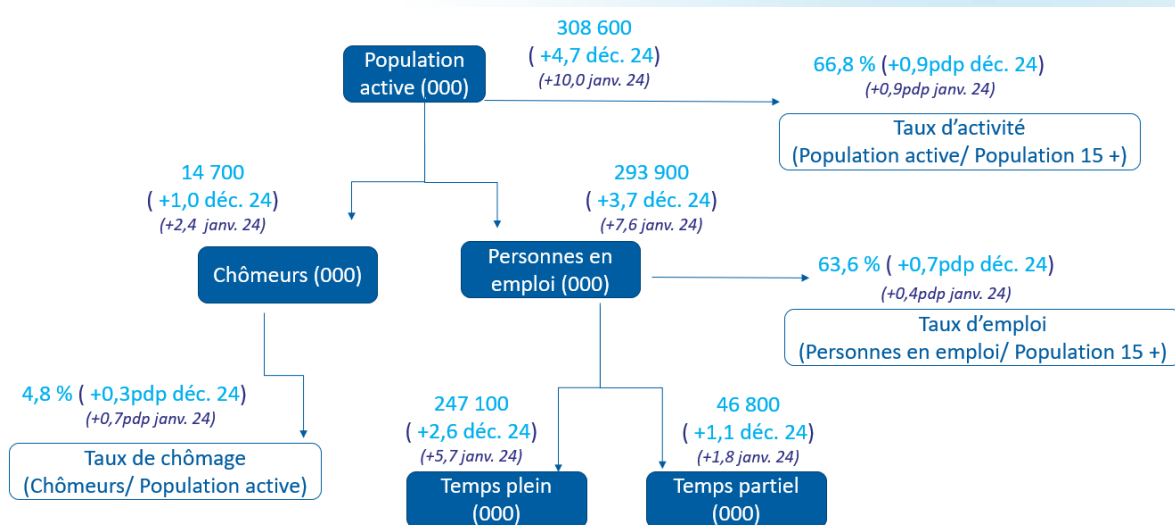 308 600
( +4,7 déc. 24)
(+10,0 janv. 24)
Population
active (000)
66,8 % (+0,9pdp déc. 24)
(+0,9pdp janv. 24)
Taux d’activité
(Population active/ Population 15 +)
14 700
( +1,0 déc. 24)
(+2,4 janv. 24)
Chômeurs (000)
293 900
( +3,7 déc. 24)
(+7,6 janv. 24)
Personnes en
emploi (000)
63,6 % ( +0,7pdp déc. 24)
(+0,4pdp janv. 24)
Taux d’emploi
(Personnes en emploi/ Population 15 +)
4,8 % ( +0,3pdp déc. 24)
(+0,7pdp janv. 24)
Taux de chômage
(Chômeurs/ Population active)
247 100
( +2,6 déc. 24)
(+5,7 janv. 24)
Temps plein
(000)
46 800
( +1,1 déc. 24)
(+1,8 janv. 24)
Temps partiel
(000)